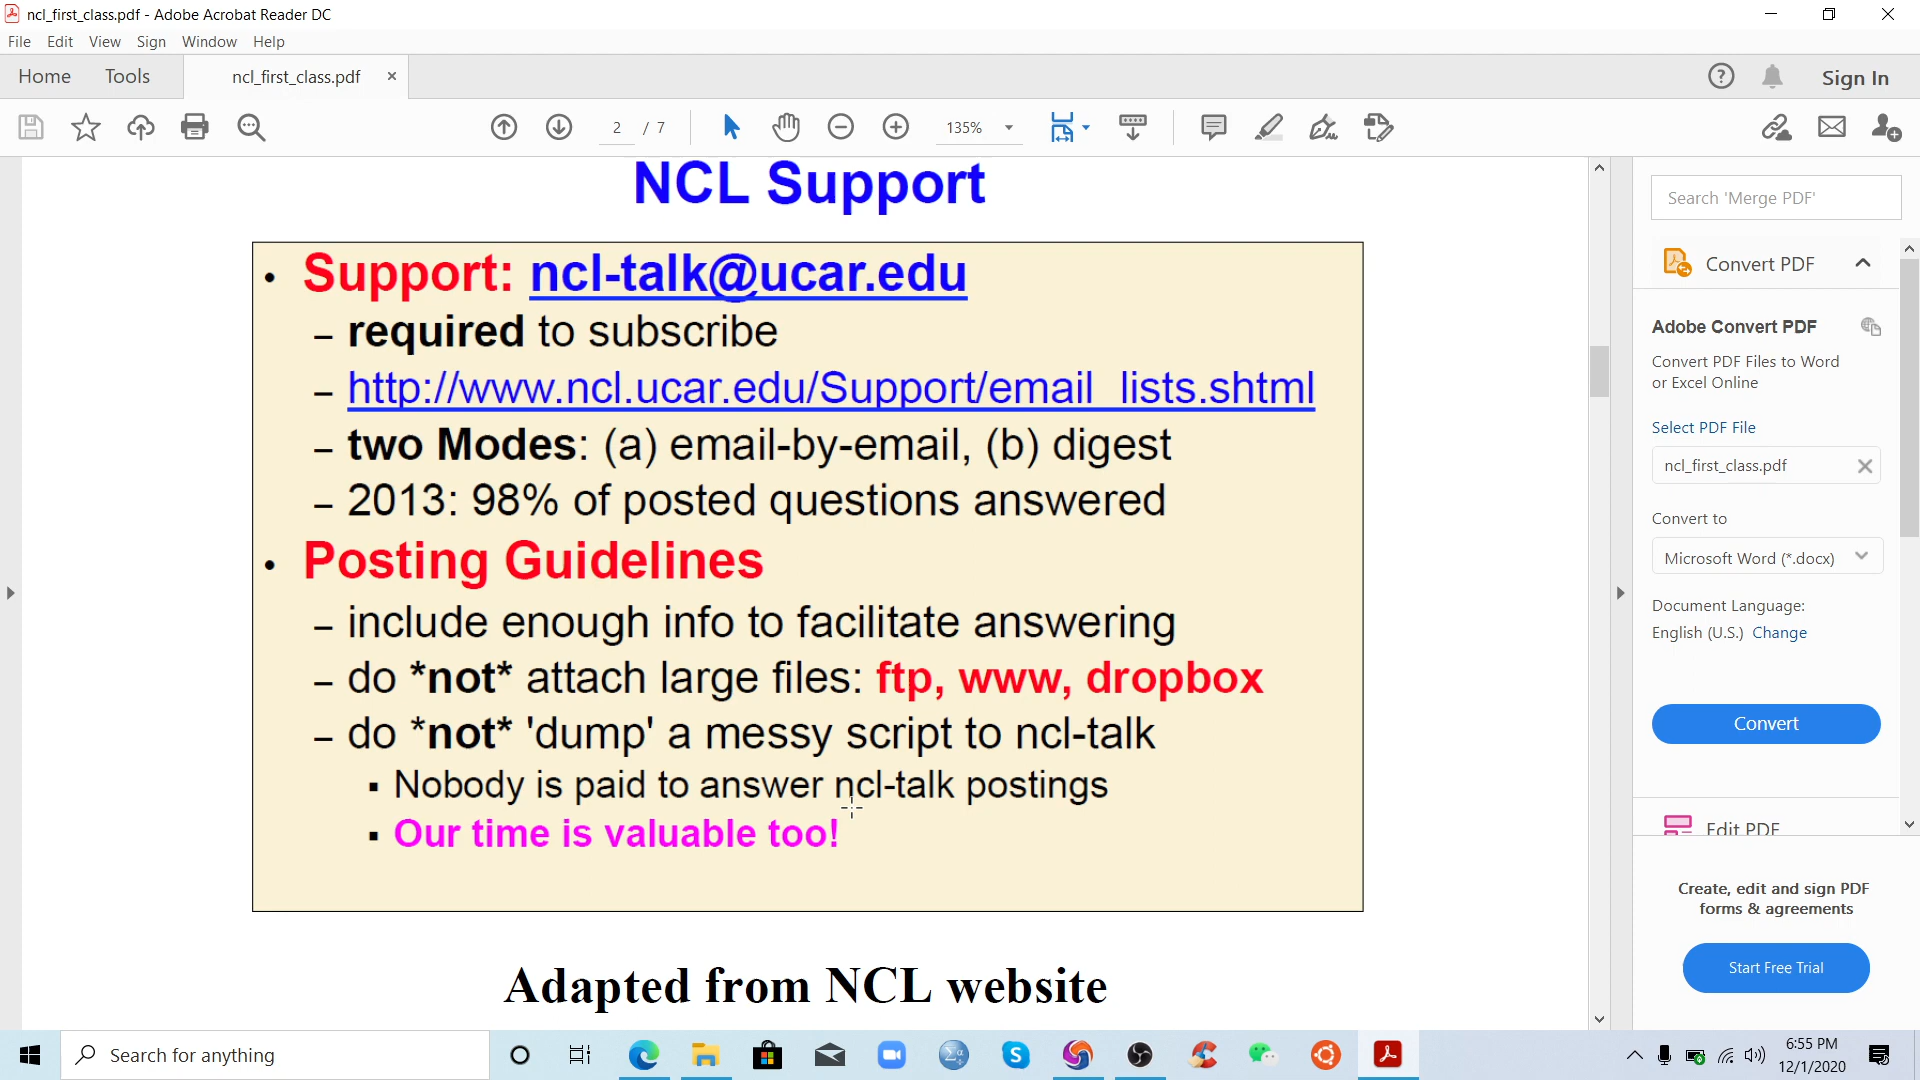 ncl_first_class.pdf - Adobe Acrobat Reader DC
File Edit View Sign Window Help
Home Tools ncl_first_class.pdf ×
Sign In
2 / 7 135%
NCL Support
• Support: ncl-talk@ucar.edu
– required to subscribe
– http://www.ncl.ucar.edu/Support/email_lists.shtml
– two Modes: (a) email-by-email, (b) digest
– 2013: 98% of posted questions answered
• Posting Guidelines
– include enough info to facilitate answering
– do *not* attach large files: ftp, www, dropbox
– do *not* 'dump' a messy script to ncl-talk
▪ Nobody is paid to answer ncl-talk postings
▪ Our time is valuable too!
Adapted from NCL website
Search 'Merge PDF'
Convert PDF
Adobe Convert PDF
Convert PDF Files to Word
or Excel Online
Select PDF File
ncl_first_class.pdf
Convert to
Microsoft Word (*.docx)
Document Language:
English (U.S.) Change
Convert
Edit PDF
Create, edit and sign PDF
forms & agreements
Start Free Trial
Search for anything
6:55 PM
12/1/2020